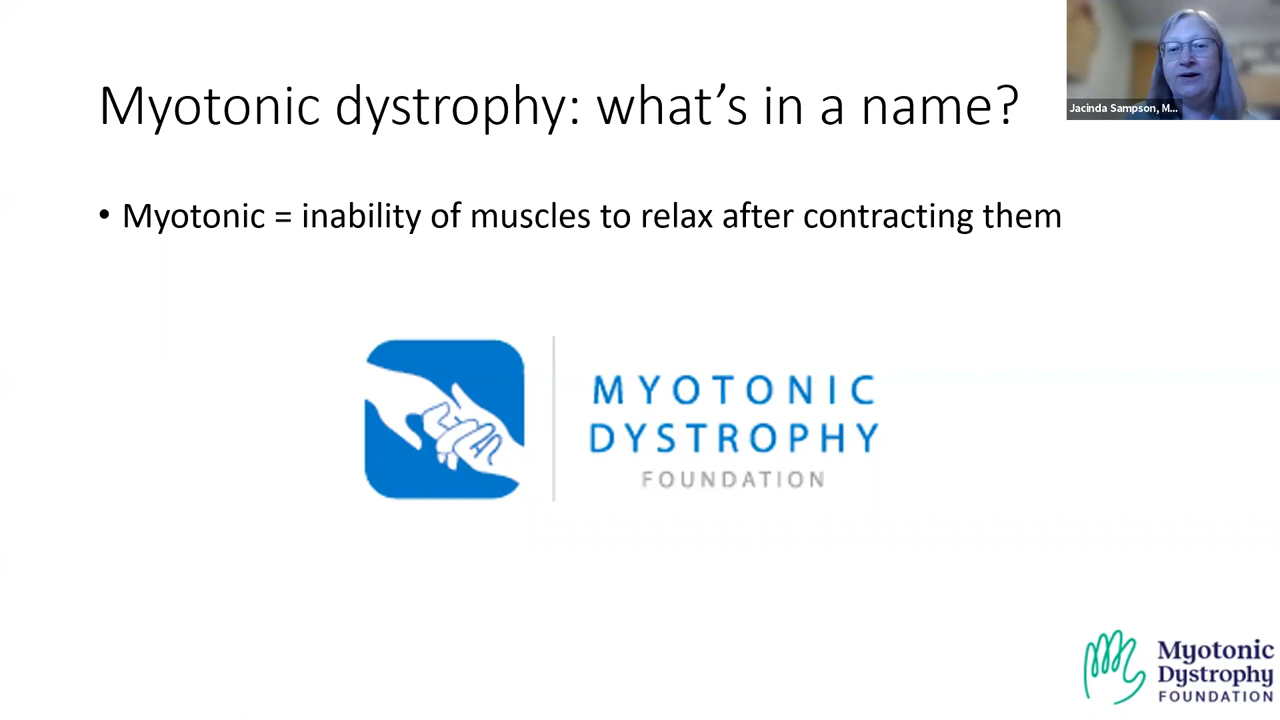 Myotonic dystrophy: what's in a name?
Jacinda Sampson, M...
• Myotonic = inability of muscles to relax after contracting them
MYOTONIC
DYSTROPHY
FOUNDATION
Myotonic
Dystrophy
FOUNDATION